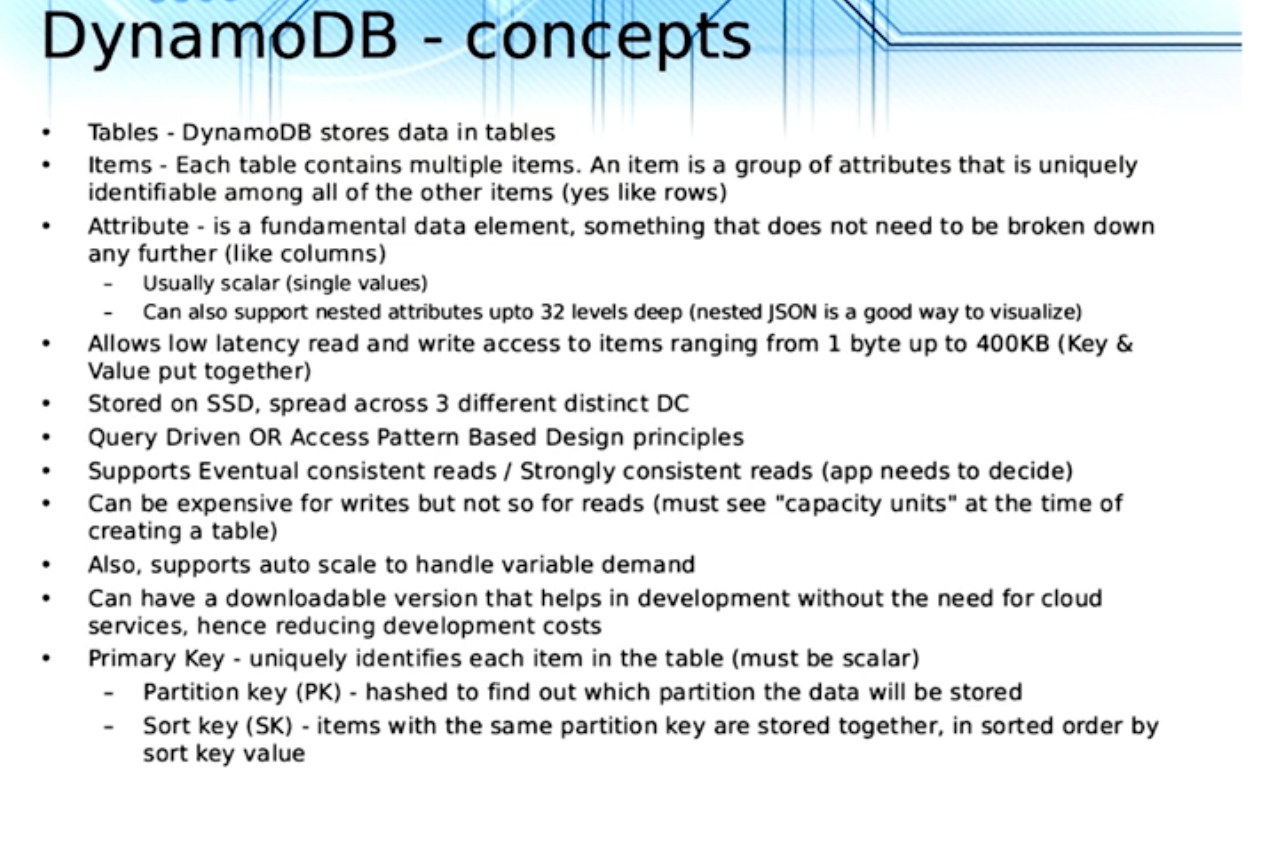 DynamoDB - concepts
• Tables - DynamoDB stores data in tables
• Items - Each table contains multiple items. An item is a group of attributes that is uniquely
identifiable among all of the other items (yes like rows)
• Attribute - is a fundamental data element, something that does not need to be broken down
any further (like columns)
– Usually scalar (single values)
– Can also support nested attributes upto 32 levels deep (nested JSON is a good way to visualize)
• Allows low latency read and write access to items ranging from 1 byte up to 400KB (Key &
Value put together)
• Stored on SSD, spread across 3 different distinct DC
• Query Driven OR Access Pattern Based Design principles
• Supports Eventual consistent reads / Strongly consistent reads (app needs to decide)
• Can be expensive for writes but not so for reads (must see "capacity units" at the time of
creating a table)
• Also, supports auto scale to handle variable demand
• Can have a downloadable version that helps in development without the need for cloud
services, hence reducing development costs
• Primary Key - uniquely identifies each item in the table (must be scalar)
– Partition key (PK) - hashed to find out which partition the data will be stored
– Sort key (SK) - items with the same partition key are stored together, in sorted order by
sort key value